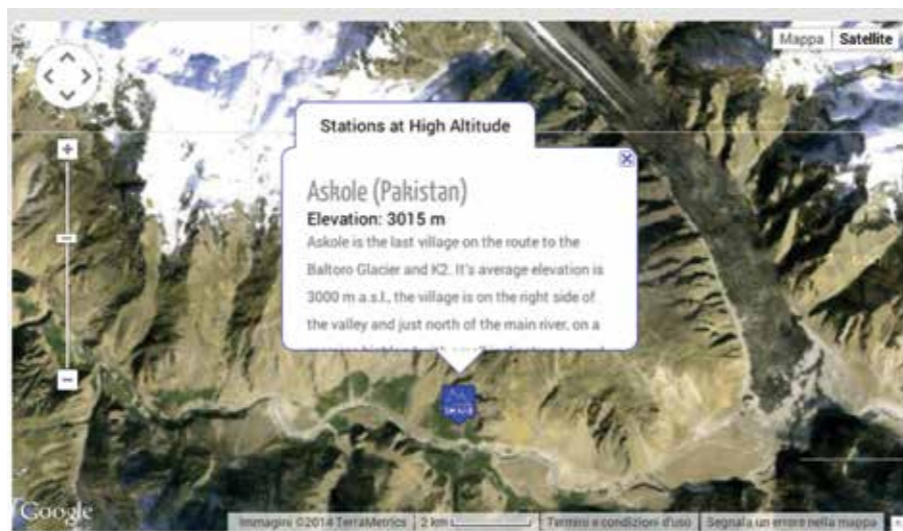 Mappa Satellite
Stations at High Altitude
Askole (Pakistan)
Elevation: 3015 m
Askole is the last village on the route to the
Baltoro Glacier and K2. It's average elevation is
3000 m a.s.l., the village is on the right side of
the valley and just north of the main river, on a
SHARE
Google
Immagini ©2014 TerraMetrics 2 km Termini e condizioni d'uso Segnala un errore nella mappa